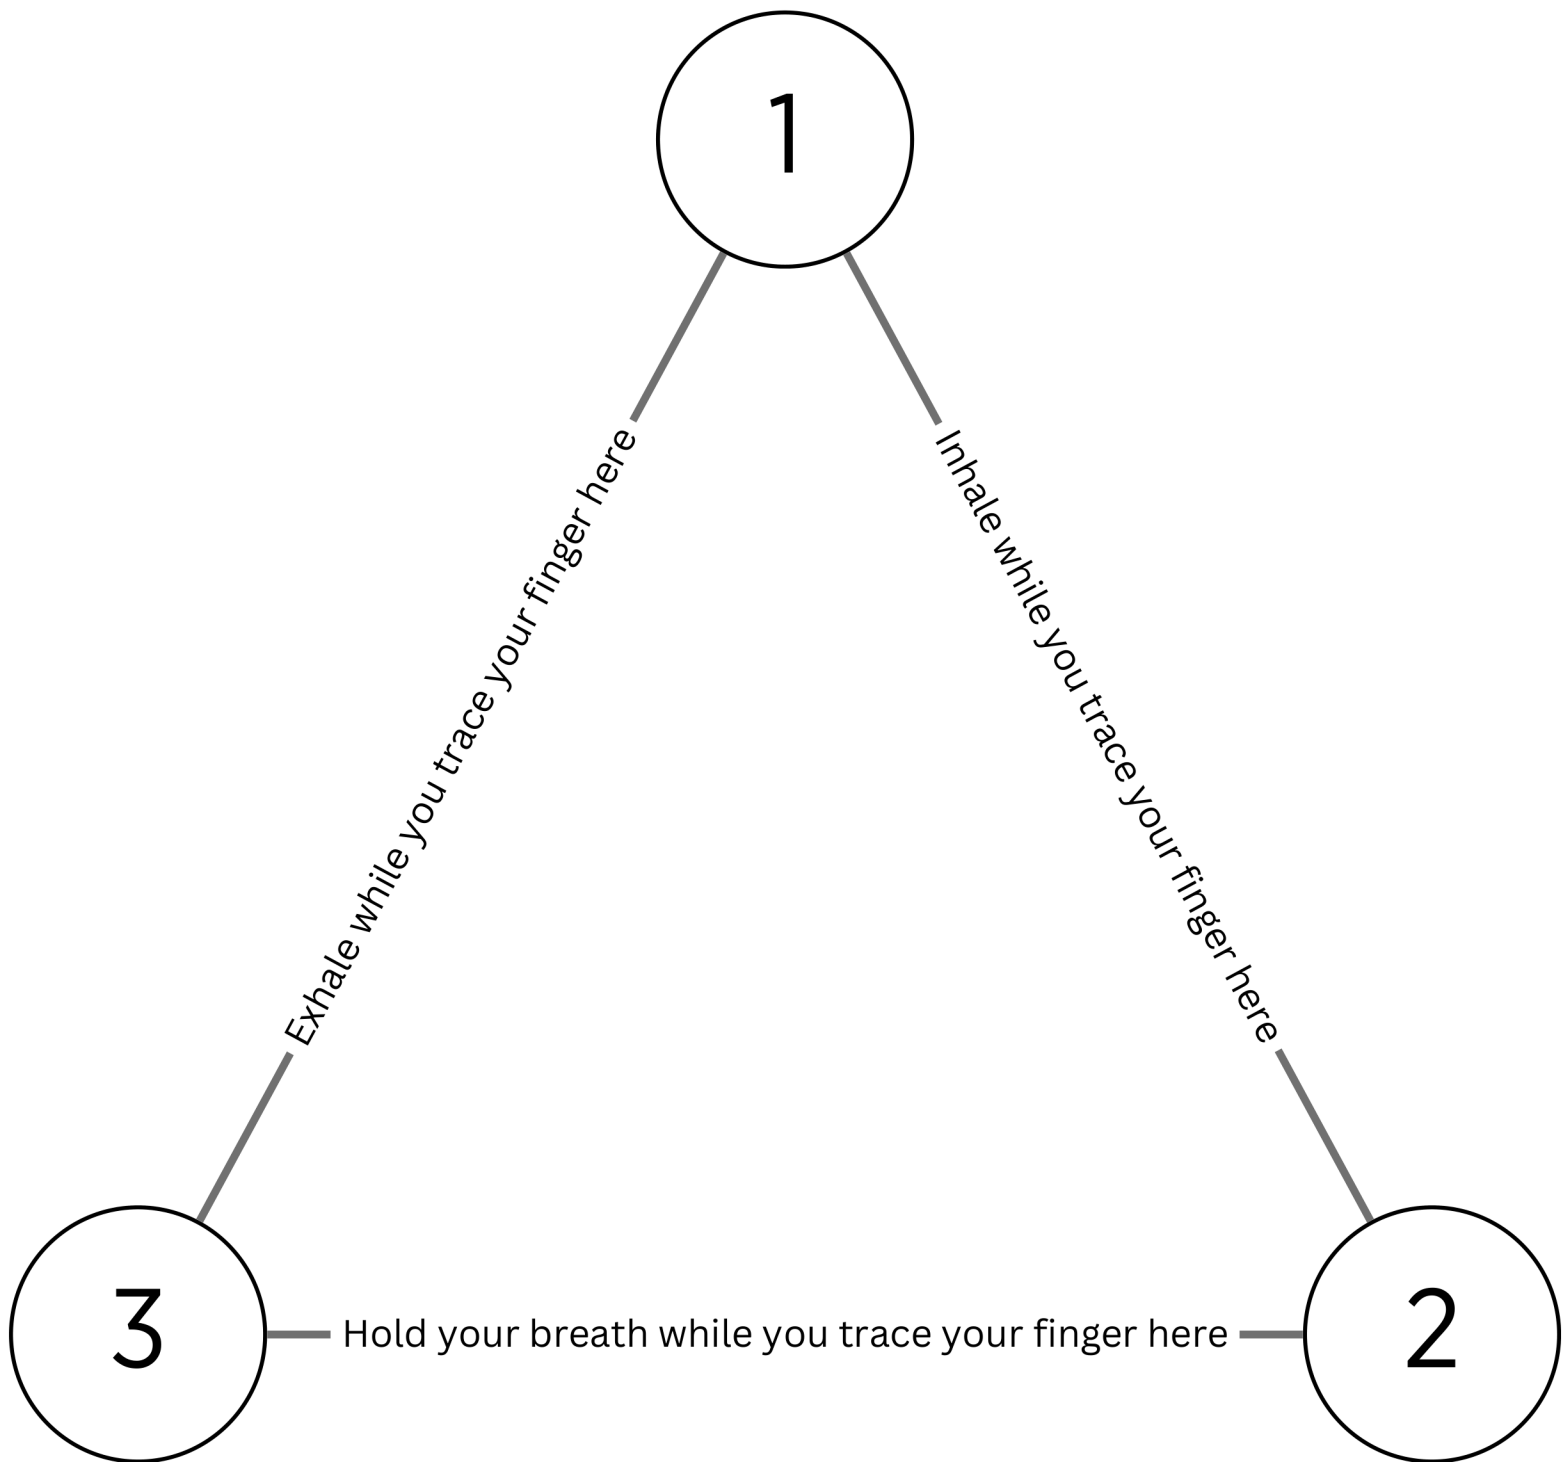 1
Inhale while you trace your finger here
2
Hold your breath while you trace your finger here
3
Exhale while you trace your finger here